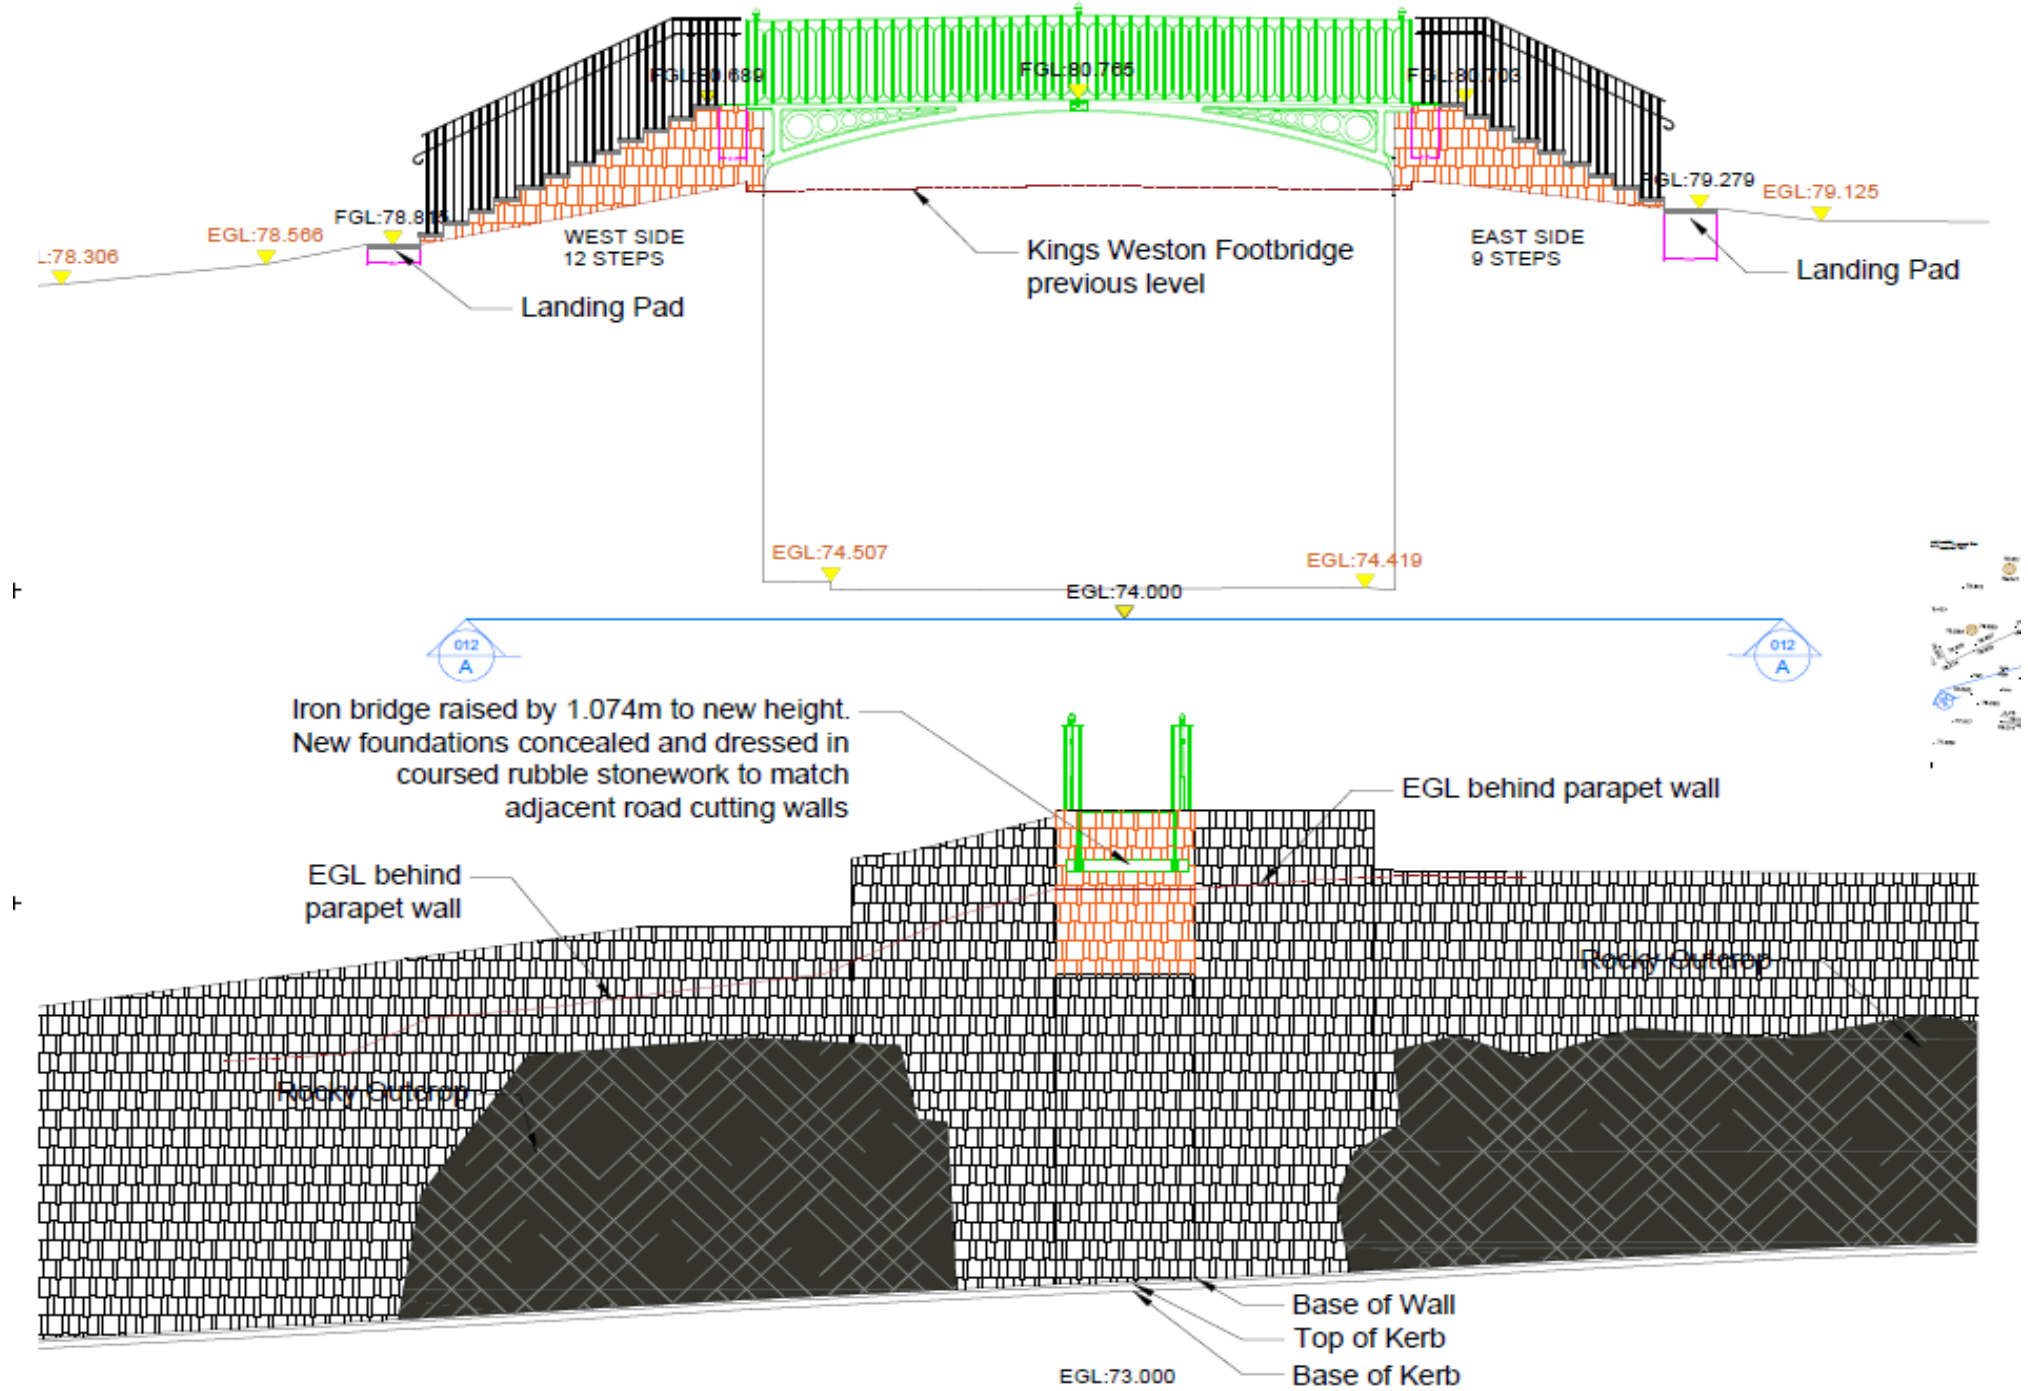 FGL:80.689
FGL:80.765
FGL:80.703
FGL:79.279
EGL:79.125
FGL:78.815
EGL:78.566
L:78.306
WEST SIDE
12 STEPS
EAST SIDE
9 STEPS
Kings Weston Footbridge
previous level
Landing Pad
Landing Pad
EGL:74.507
EGL:74.419
EGL:74.000
012
A
012
A
Iron bridge raised by 1.074m to new height.
New foundations concealed and dressed in
coursed rubble stonework to match
adjacent road cutting walls
EGL behind parapet wall
EGL behind
parapet wall
Rocky Outcrop
Rocky Outcrop
Base of Wall
Top of Kerb
Base of Kerb
EGL:73.000